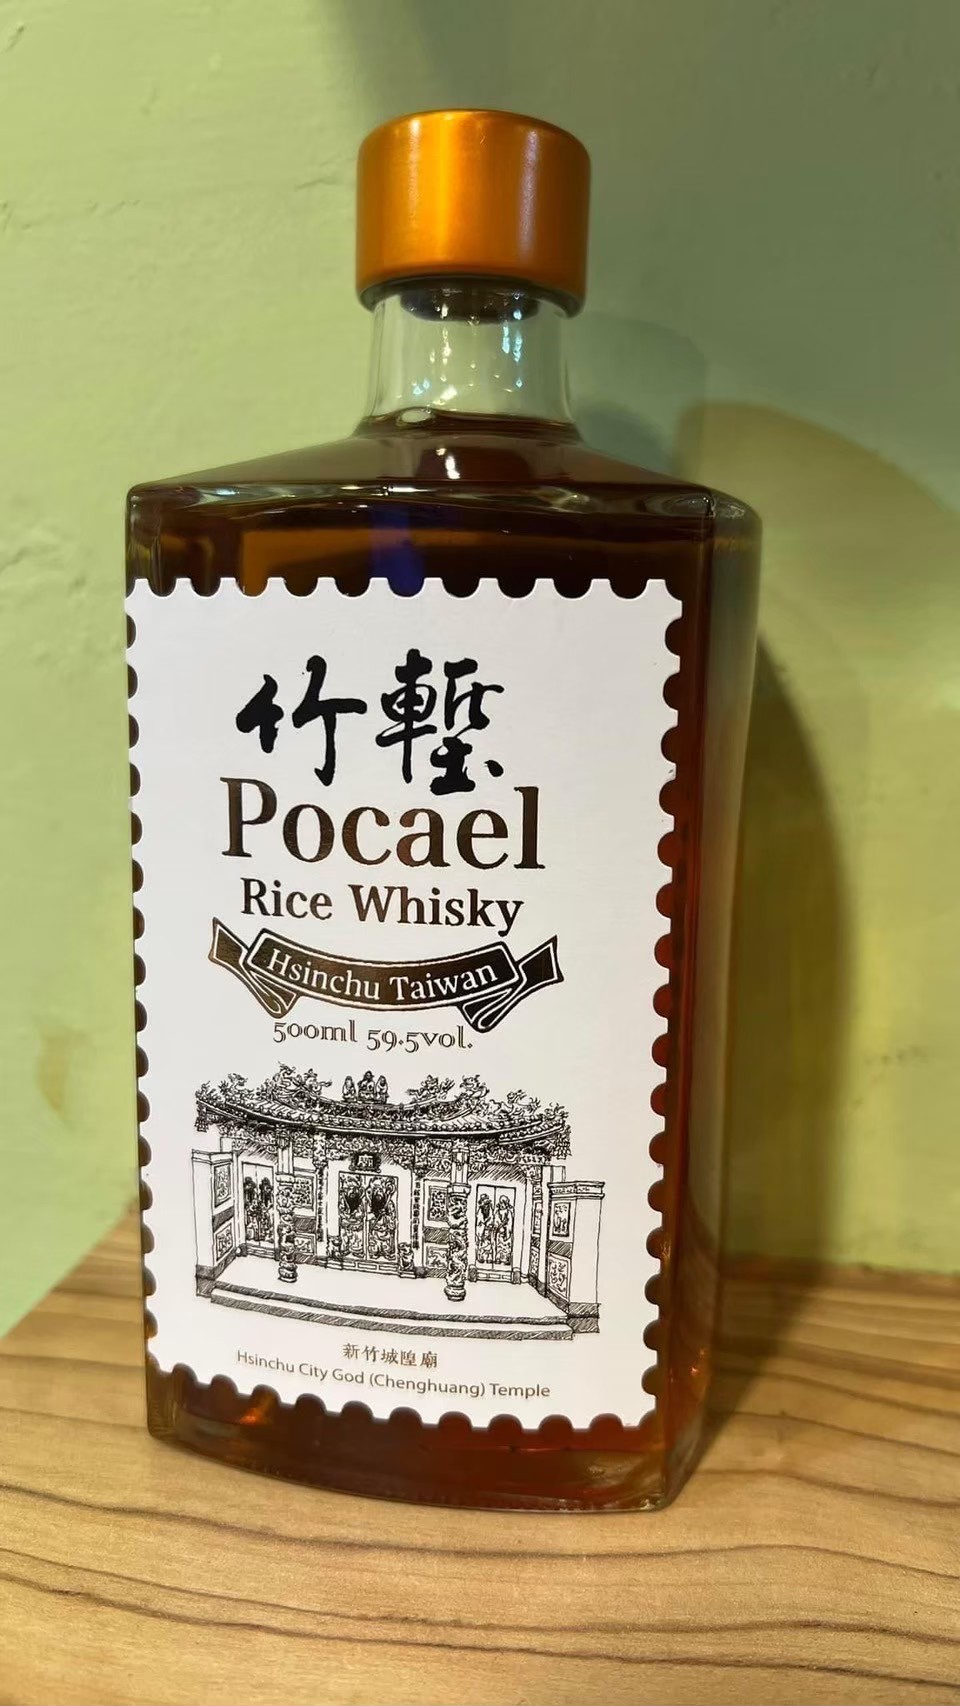 竹塹
Pocael
Rice Whisky
Hsinchu Taiwan
500ml 59.5vol.
新竹城隍廟
Hsinchu City God (Chenghuang) Temple